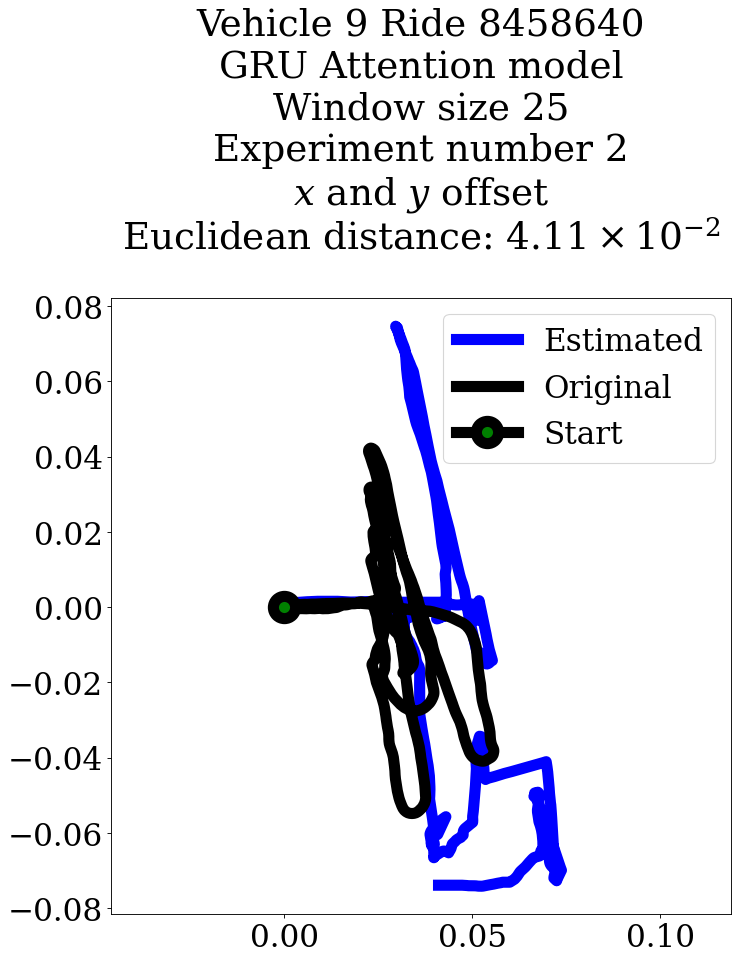 Vehicle 9 Ride 8458640
GRU Attention model
Window size 25
Experiment number 2
x and y offset
Euclidean distance: 4.11 × 10⁻²
0.08
0.06
0.04
0.02
0.00
−0.02
−0.04
−0.06
−0.08
Estimated
Original
Start
0.00 0.05 0.10